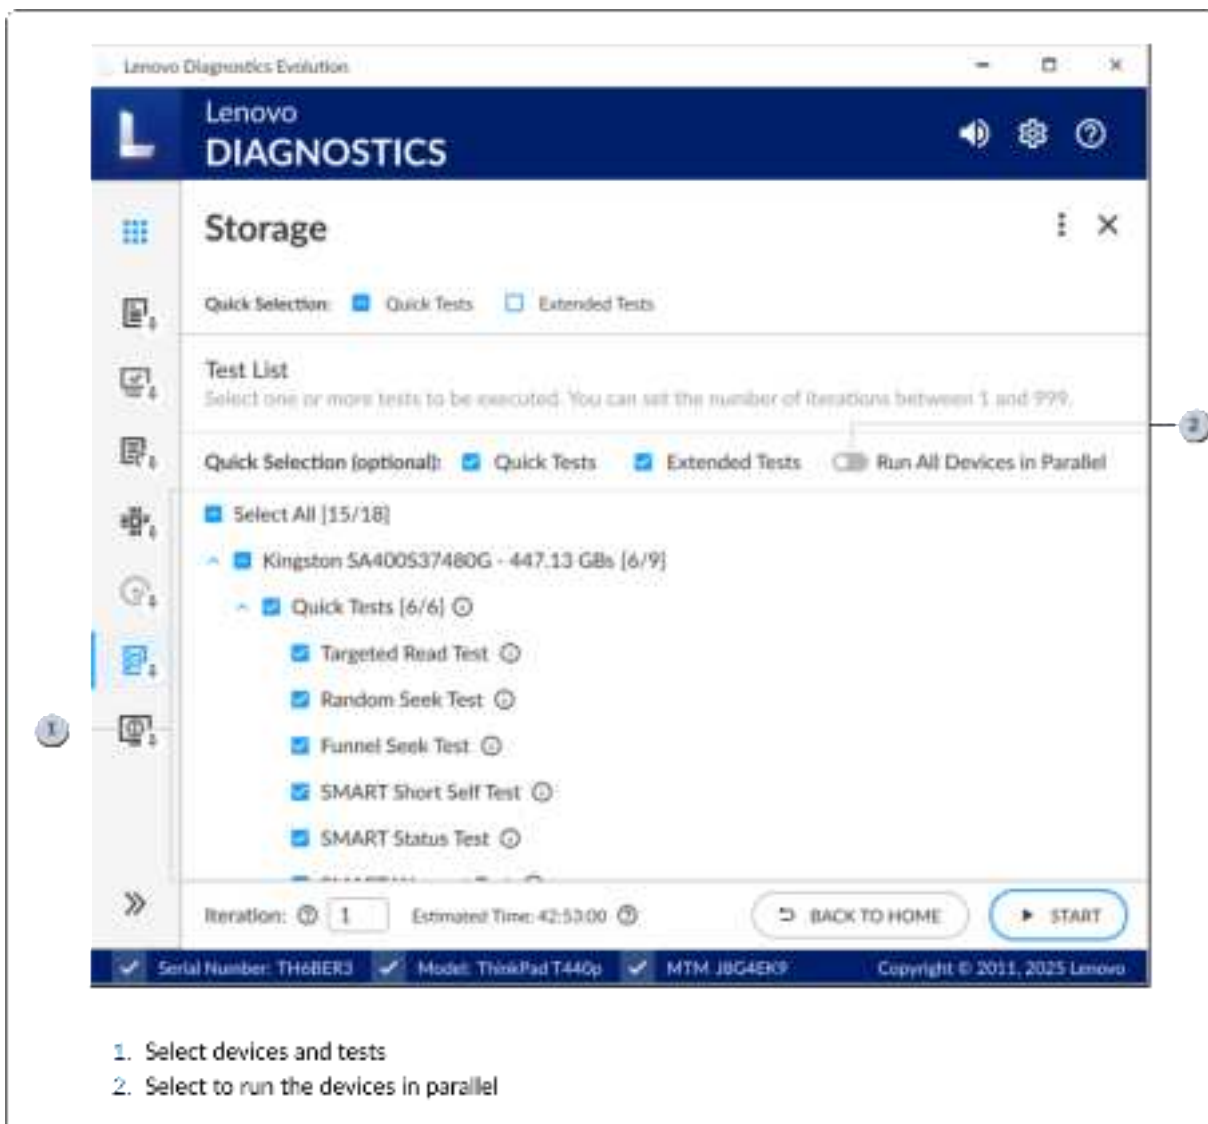 Lenovo Diagnostics Evolution
Lenovo
DIAGNOSTICS
Storage
Quick Selection: Quick Tests Extended Tests
Test List
Select one or more tests to be executed. You can set the number of iterations between 1 and 999.
2
Quick Selection (optional): Quick Tests Extended Tests Run All Devices in Parallel
Select All [15/18]
Kingston SA400S37480G - 447.13 GBs [6/9]
Quick Tests [6/6]
Targeted Read Test
Random Seek Test
1
Funnel Seek Test
SMART Short Self Test
SMART Status Test
Iteration: 1 Estimated Time: 42:53:00 BACK TO HOME START
Serial Number: TH6BER3 Model: ThinkPad T440p MTM J8G4EK9 Copyright © 2011, 2025 Lenovo
1. Select devices and tests
2. Select to run the devices in parallel